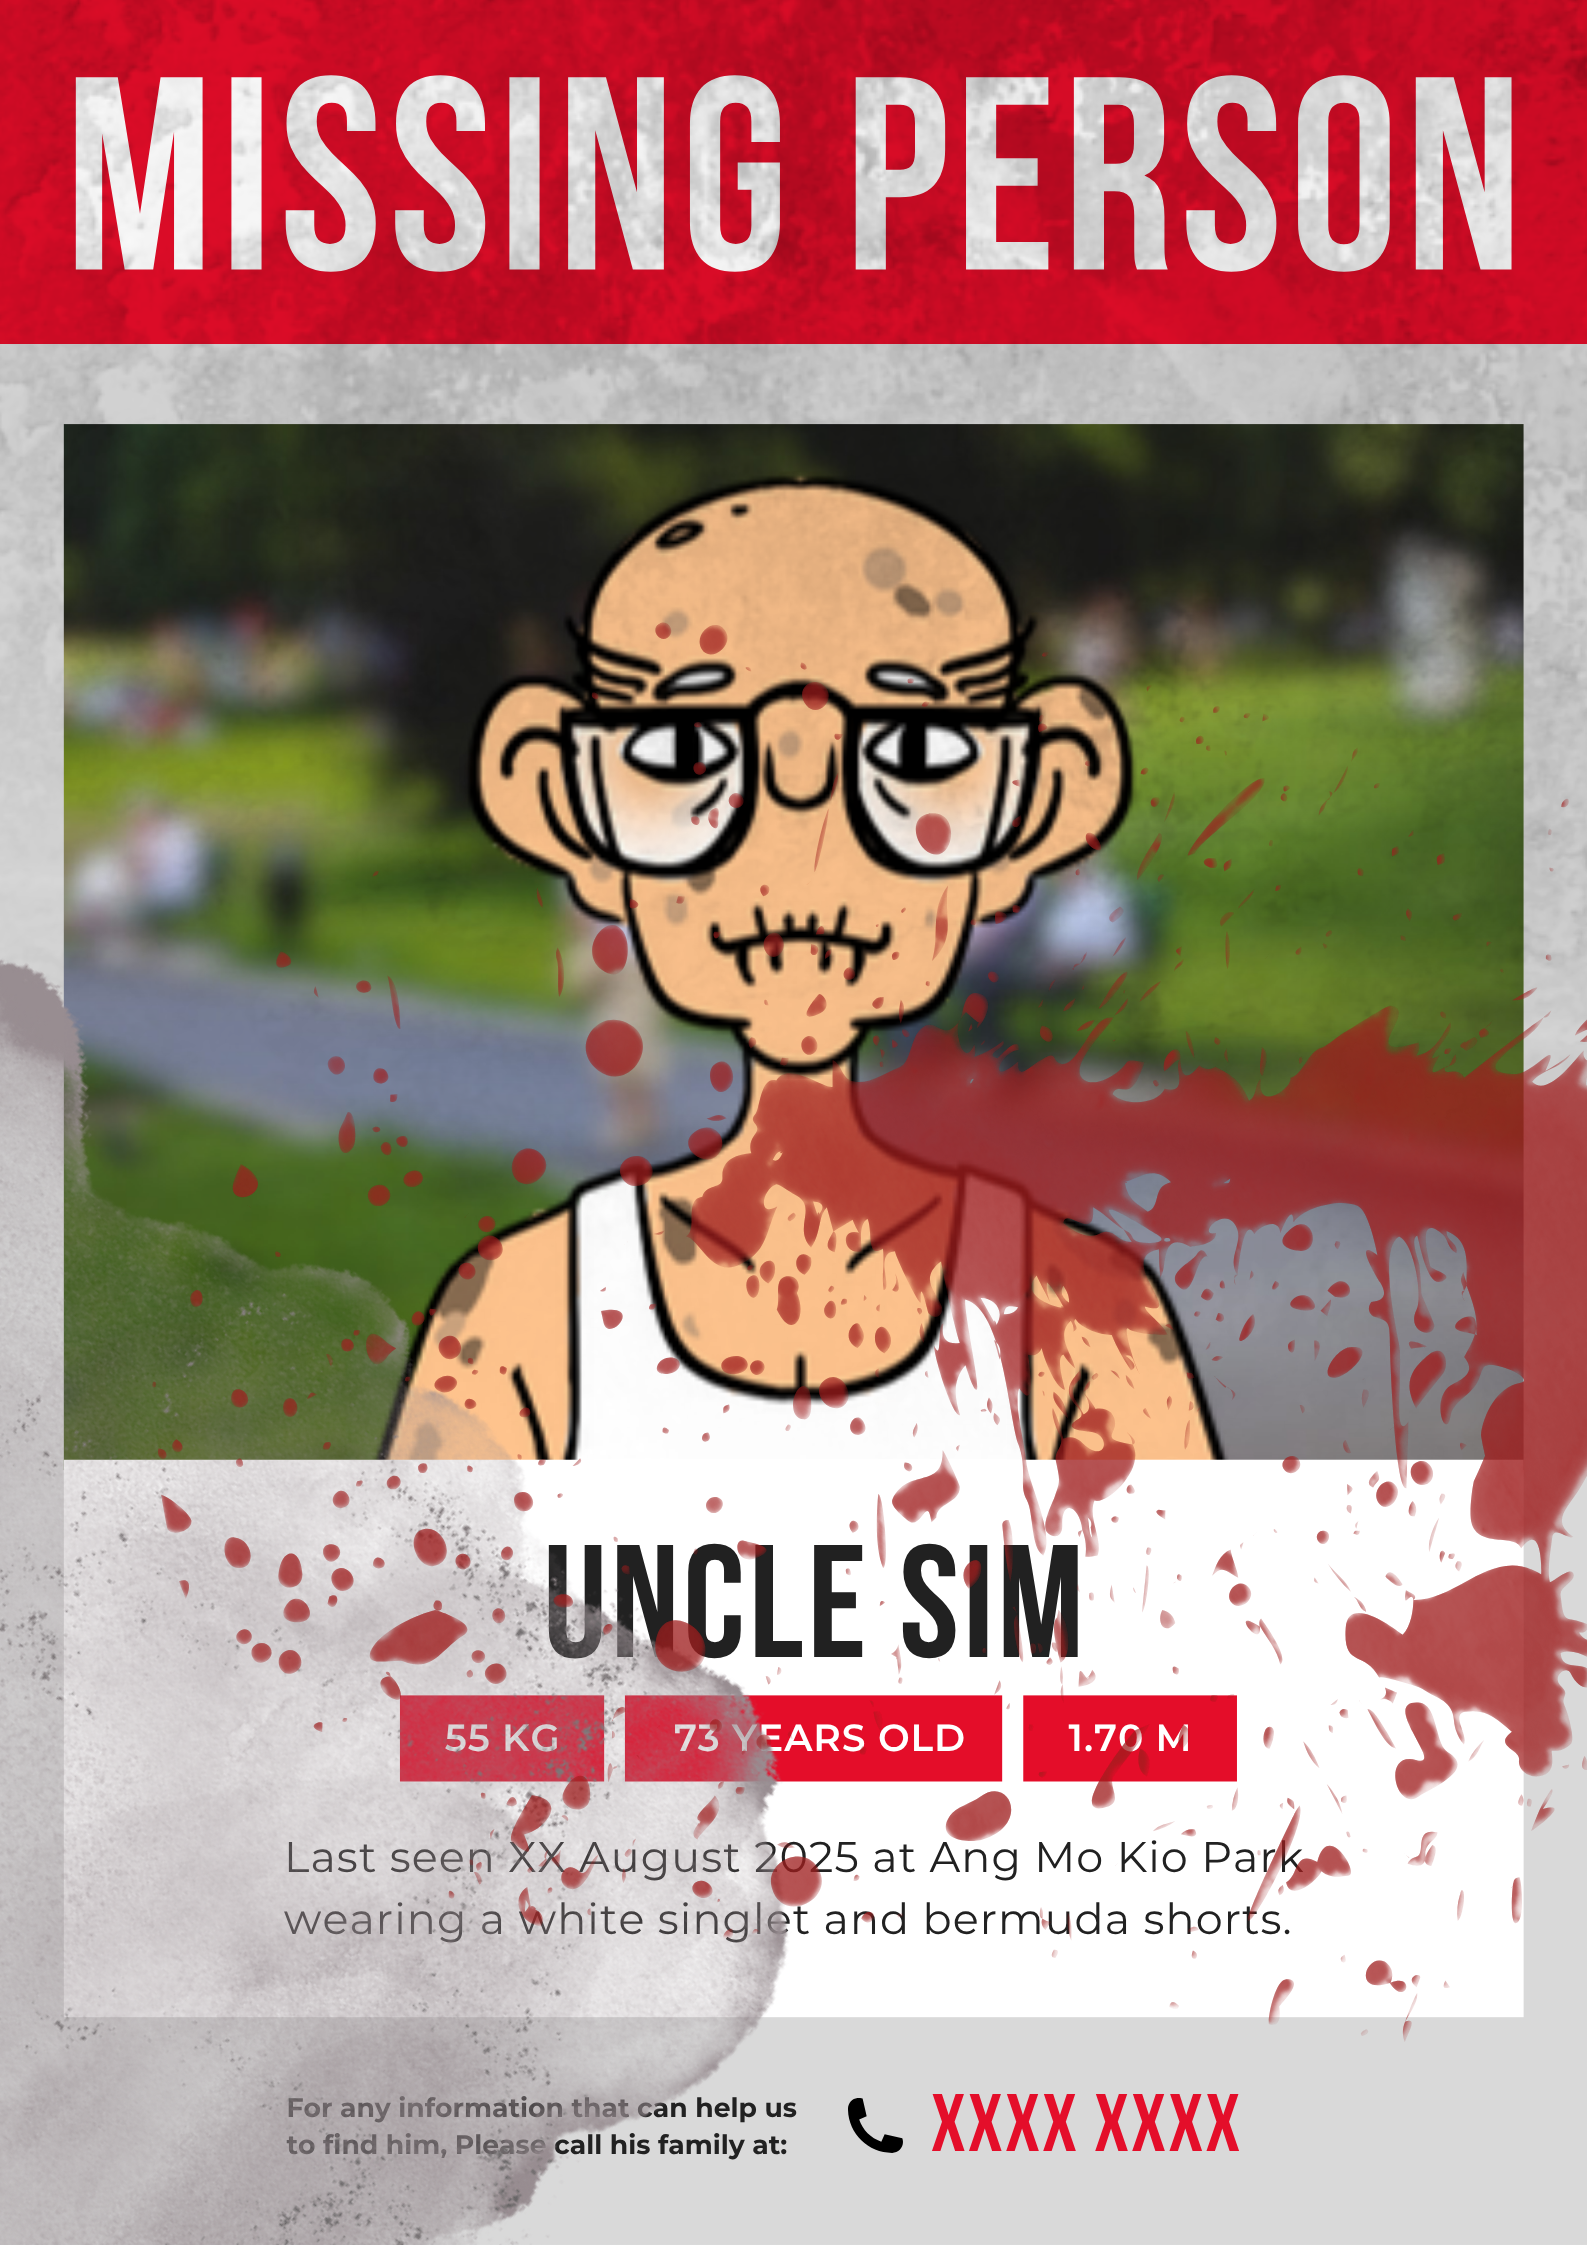 MISSING PERSON
UNCLE SIM
55 KG
73 YEARS OLD
1.70 M
Last seen XX August 2025 at Ang Mo Kio Park
wearing a white singlet and bermuda shorts.
For any information that can help us
to find him, Please call his family at:
XXXX XXXX